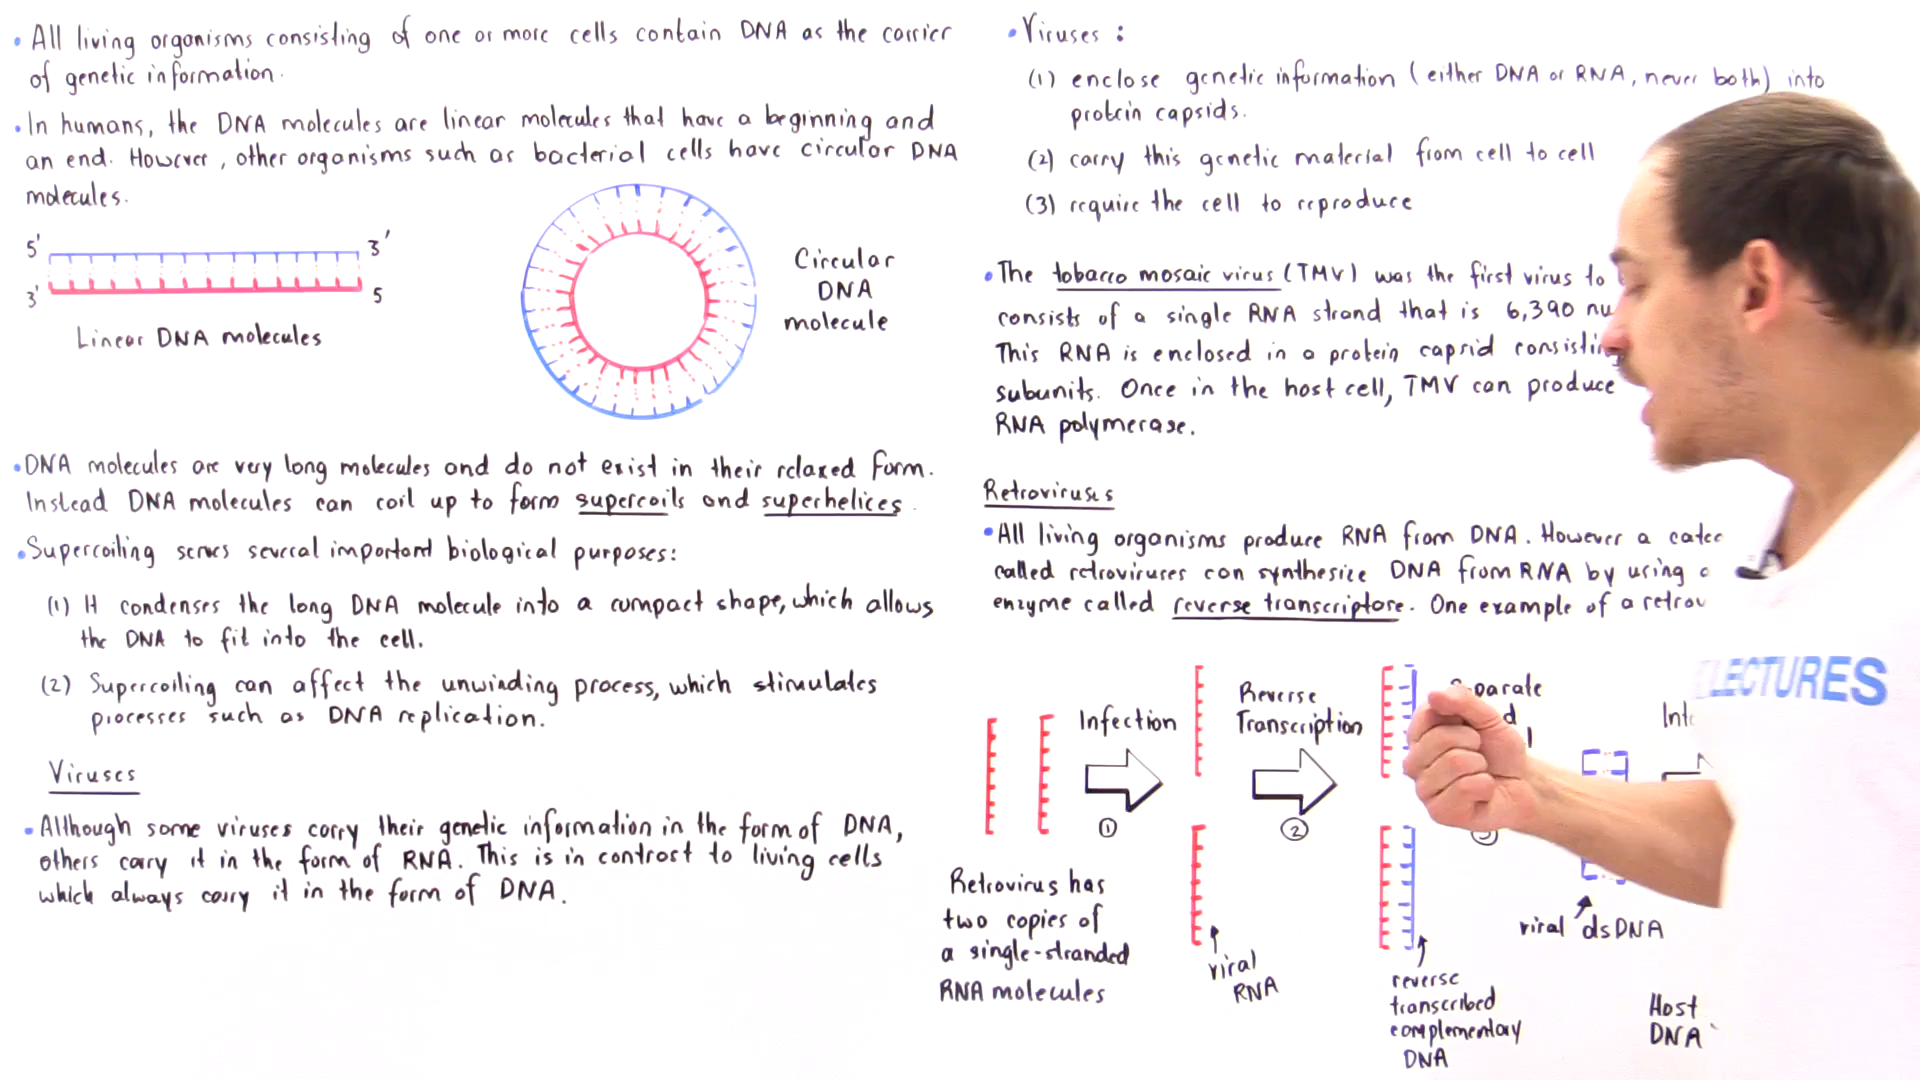 • All living organisms consisting of one or more cells contain DNA as the carrier
of genetic information.
• In humans, the DNA molecules are linear molecules that have a beginning and
an end. However, other organisms such as bacterial cells have circular DNA
molecules.
5' 3'
3' 5
Linear DNA molecules
Circular
DNA
molecule
• DNA molecules are very long molecules and do not exist in their relaxed form.
Instead DNA molecules can coil up to form supercoils and superhelices.
• Supercoiling serves several important biological purposes:
(1) It condenses the long DNA molecule into a compact shape, which allows
the DNA to fit into the cell.
(2) Supercoiling can affect the unwinding process, which stimulates
processes such as DNA replication.
Viruses
• Although some viruses carry their genetic information in the form of DNA,
others carry it in the form of RNA. This is in contrast to living cells
which always carry it in the form of DNA.
• Viruses:
(1) enclose genetic information (either DNA or RNA, never both) into
protein capsids.
(2) carry this genetic material from cell to cell
(3) require the cell to reproduce
• The tobacco mosaic virus (TMV) was the first virus to
consists of a single RNA strand that is 6,390
This RNA is enclosed in a protein capsid
subunits. Once in the host cell, TMV can produce
RNA polymerase.
Retroviruses
• All living organisms produce RNA from DNA. However a
called retroviruses can synthesize DNA from RNA by using
enzyme called reverse transcriptase. One example of a
Infection
①
Reverse
Transcription
②
Retrovirus has
two copies of
a single-stranded
RNA molecules
viral
RNA
reverse
transcribed
complementary
DNA
viral dsDNA
Host
DNA
LECTURES